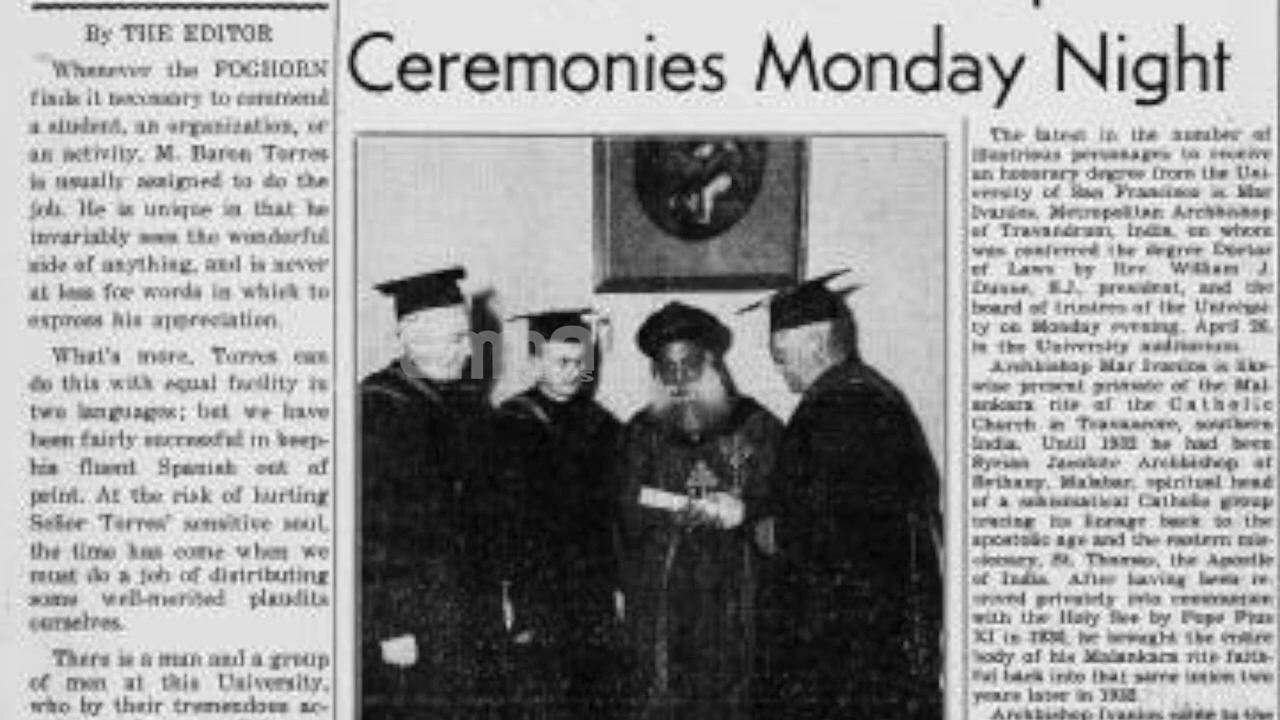 By THE EDITOR
Whenever the FOGHORN
finds it necessary to commend
a student, an organization, or
an activity, M. Baron Torres
is usually assigned to do the
job. He is unique in that he
invariably sees the wonderful
side of anything, and is never
at loss for words in which to
express his appreciation.
What's more, Torres can
do this with equal facility in
two languages; but we have
been fairly successful in keep-
his fluent Spanish out of
print. At the risk of hurting
Señor Torres' sensitive soul,
the time has come when we
must do a job of distributing
some well-merited plaudits
ourselves.
There is a man and a group
of men at this University,
who by their tremendous ac-
Ceremonies Monday Night
The latest in the number of
illustrious personages to receive
an honorary degree from the Uni-
versity of San Francisco is Mar
Ivanios, Metropolitan Archbishop
of Travandrum, India, on whom
was conferred the degree Doctor
of Laws by Rev. William J.
Dunne, S.J., president, and the
board of trustees of the Universi-
ty on Monday evening, April 26,
in the University auditorium.
Archbishop Mar Ivanios is like-
wise present primate of the Mal-
ankara rite of the Catholic
Church in Travancore, southern
India. Until 1932 he had been
Syrian Jacobite Archbishop of
Bethany, Malabar, spiritual head
of a schismatical Catholic group
tracing its lineage back to the
apostolic age and the eastern mis-
sionary, St. Thomas, the Apostle
of India. After having been re-
ceived privately into communion
with the Holy See by Pope Pius
XI in 1930, he brought the entire
body of his Malankara rite faith-
ful back into that same union two
years later in 1932.
Archbishop Ivanios to the